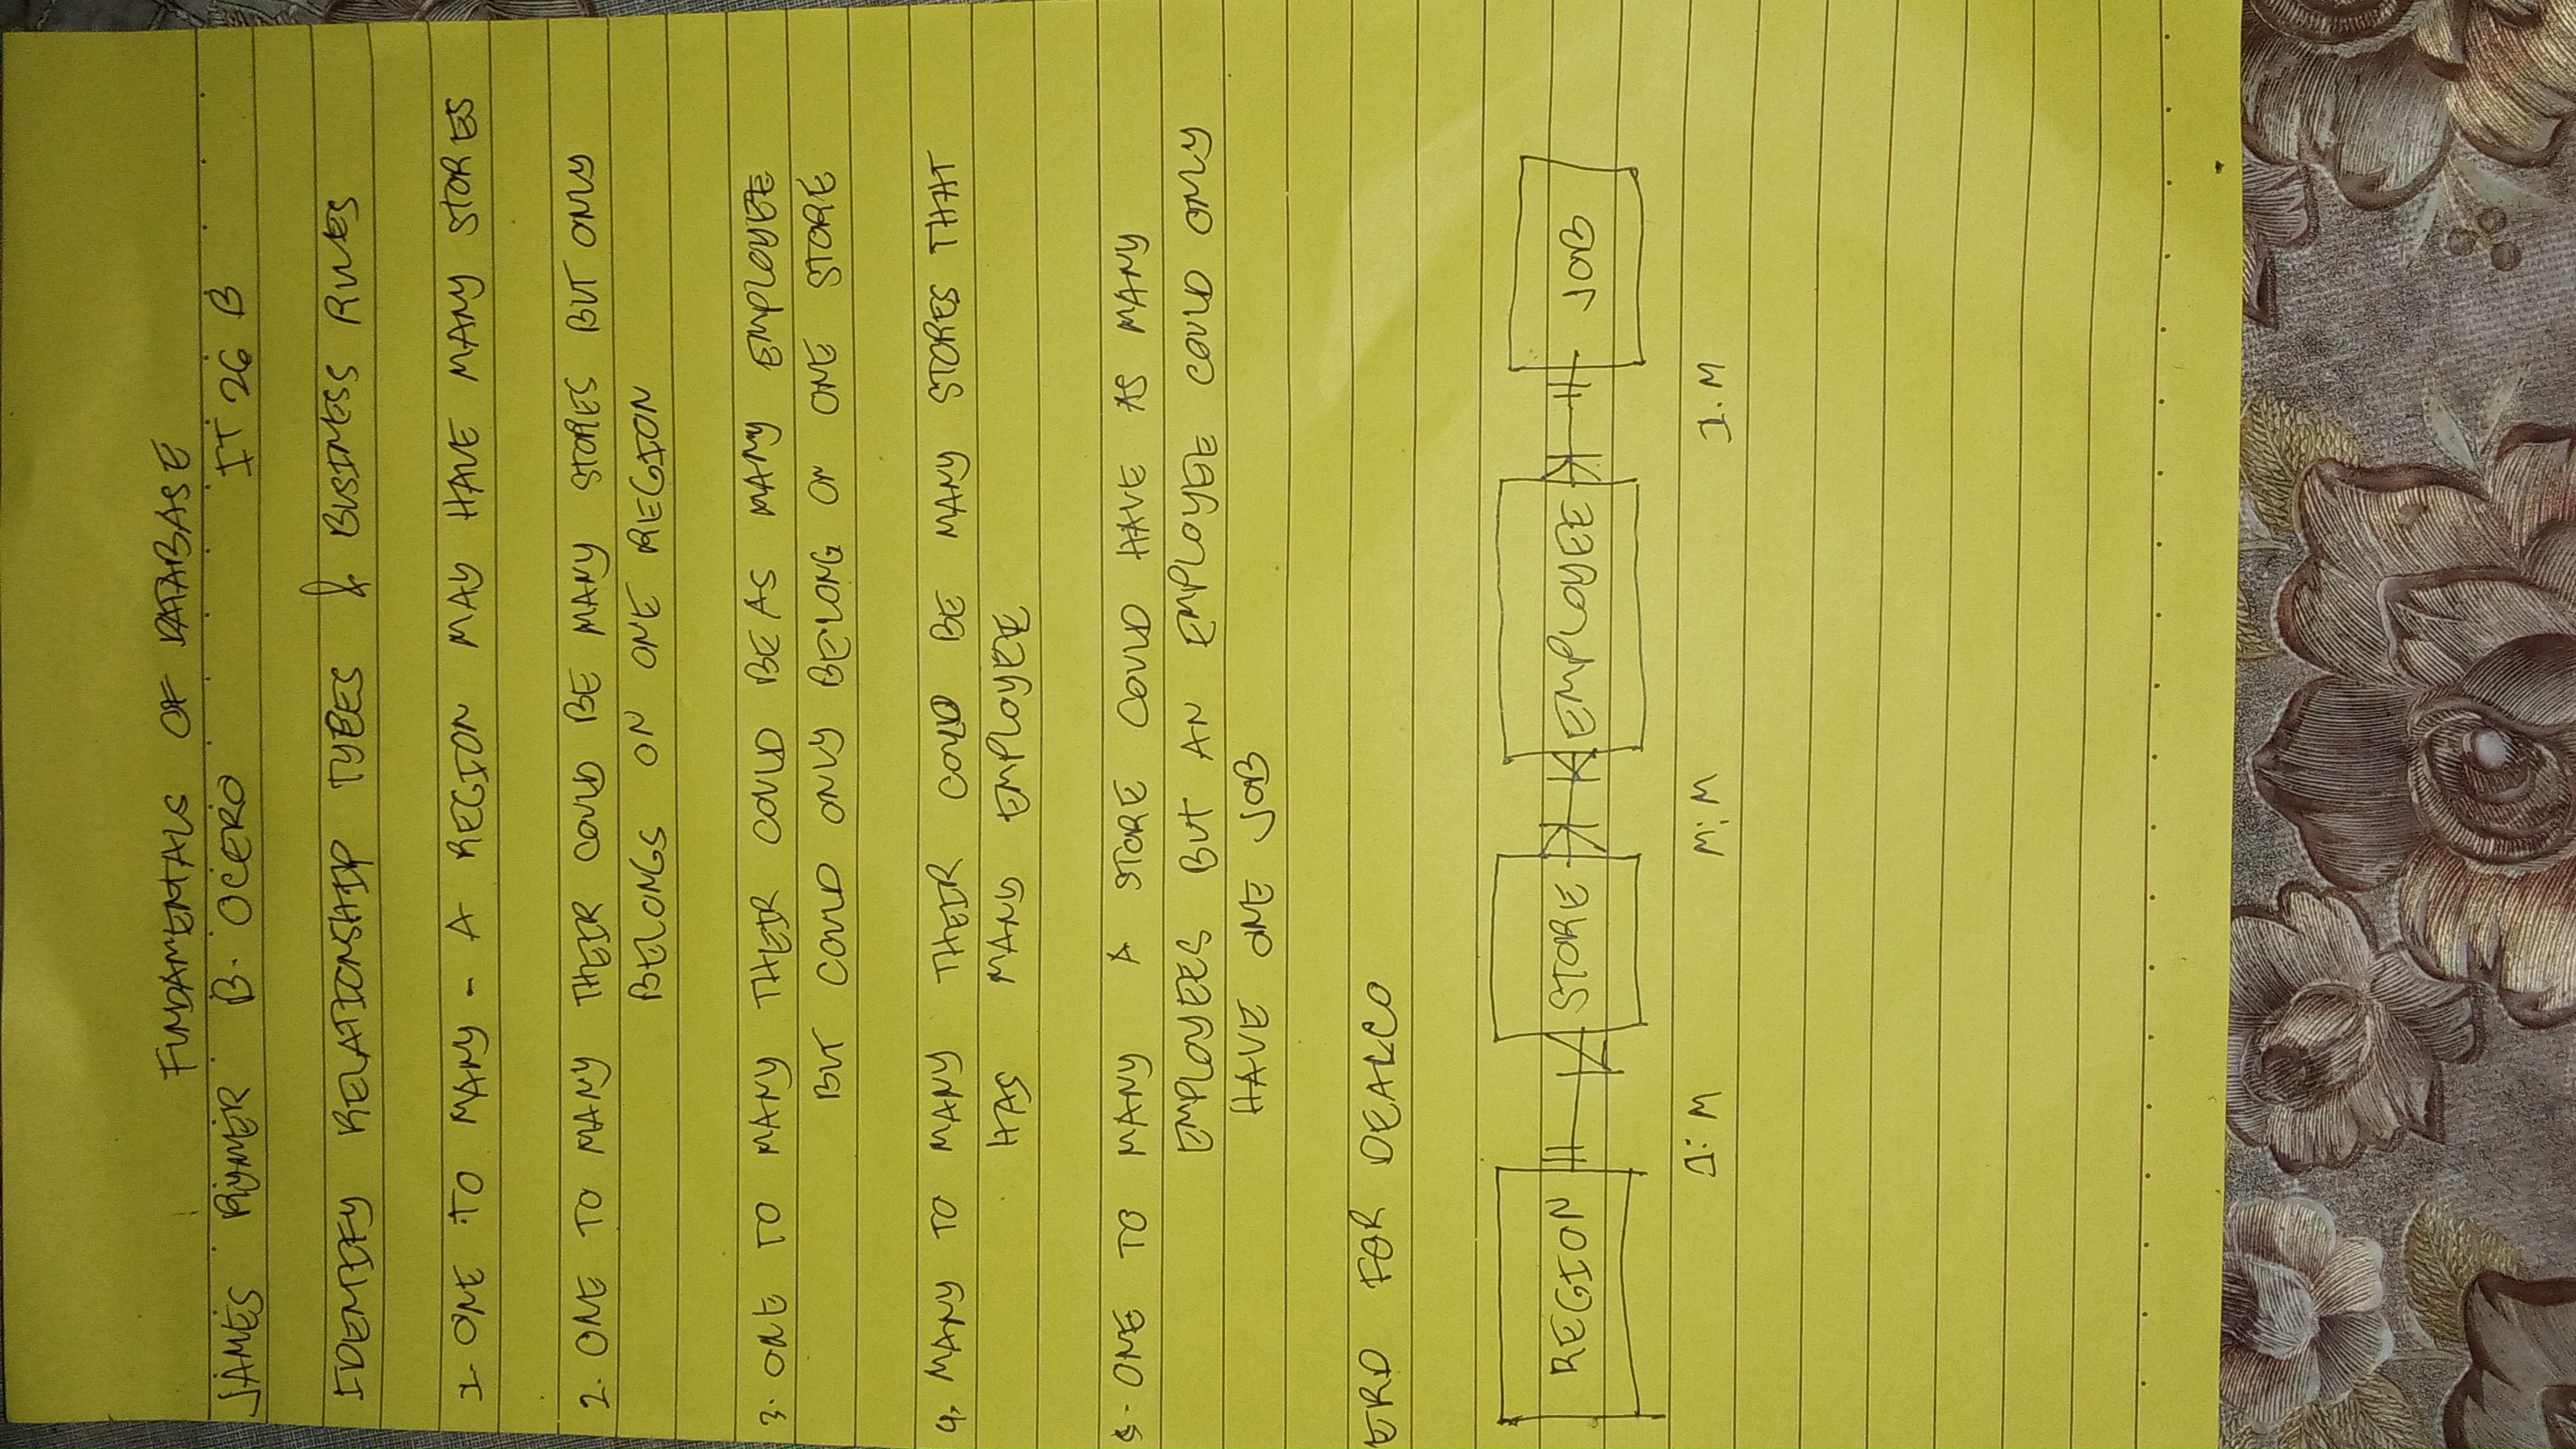 FUNDAMENTALS OF DATABASE
JAMES RYMER B. OCERO IT 26 B
IDENTIFY RELATIONSHIP TYPES & BUSINESS RULES
1. ONE TO MANY - A REGION MAY HAVE MANY STORES
2. ONE TO MANY THEIR COULD BE MANY STORES BUT ONLY
BELONGS ON ONE REGION
3. ONE TO MANY THEIR COULD BE AS MANY EMPLOYEE
BUT COULD ONLY BELONG ON ONE STORE
4. MANY TO MANY THEIR COULD BE MANY STORES THAT
HAS MANY EMPLOYEE
5. ONE TO MANY A STORE COULD HAVE AS MANY
EMPLOYEES BUT AN EMPLOYEE COULD ONLY
HAVE ONE JOB
ERD FOR DEALCO
REGION STORE EMPLOYEE JOB
1:M M:M 1.M